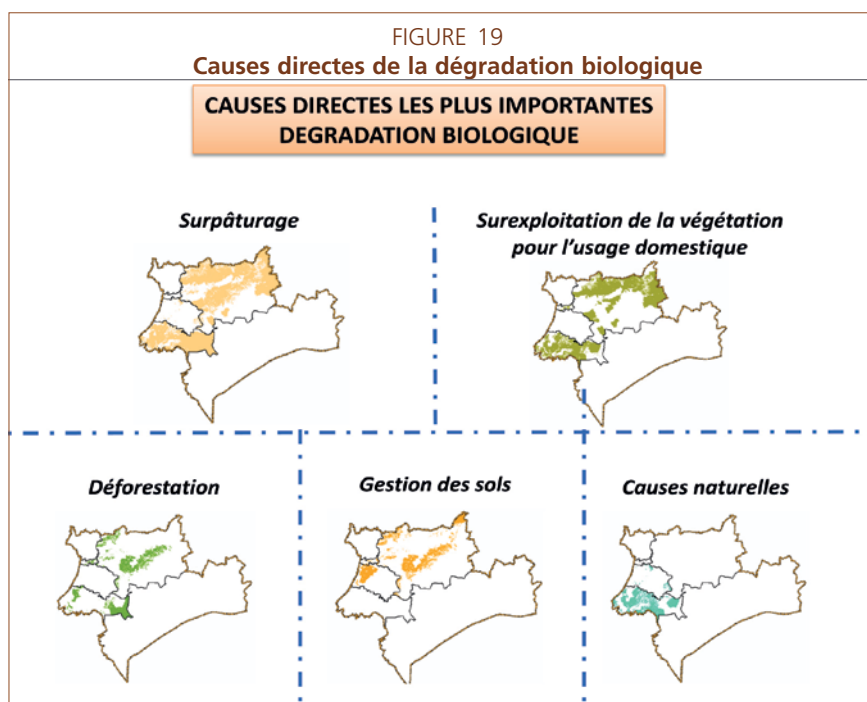 FIGURE 19
Causes directes de la dégradation biologique
CAUSES DIRECTES LES PLUS IMPORTANTES
DEGRADATION BIOLOGIQUE
Surpâturage
Surexploitation de la végétation
pour l'usage domestique
Déforestation
Gestion des sols
Causes naturelles